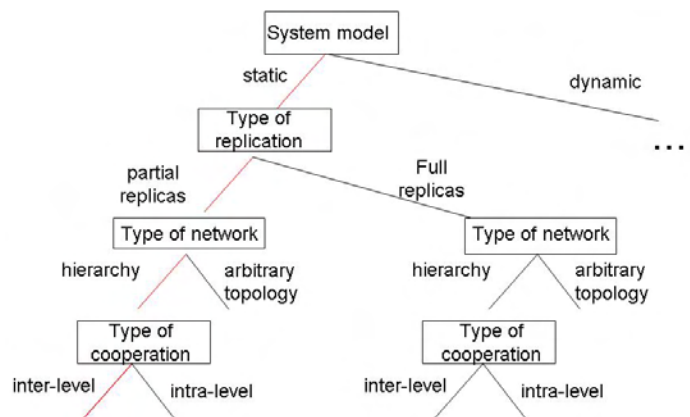 System model
static
dynamic
Type of
replication
...
partial
replicas
Full
replicas
Type of network
Type of network
hierarchy
arbitrary
topology
hierarchy
arbitrary
topology
Type of
cooperation
Type of
cooperation
inter-level
intra-level
inter-level
intra-level